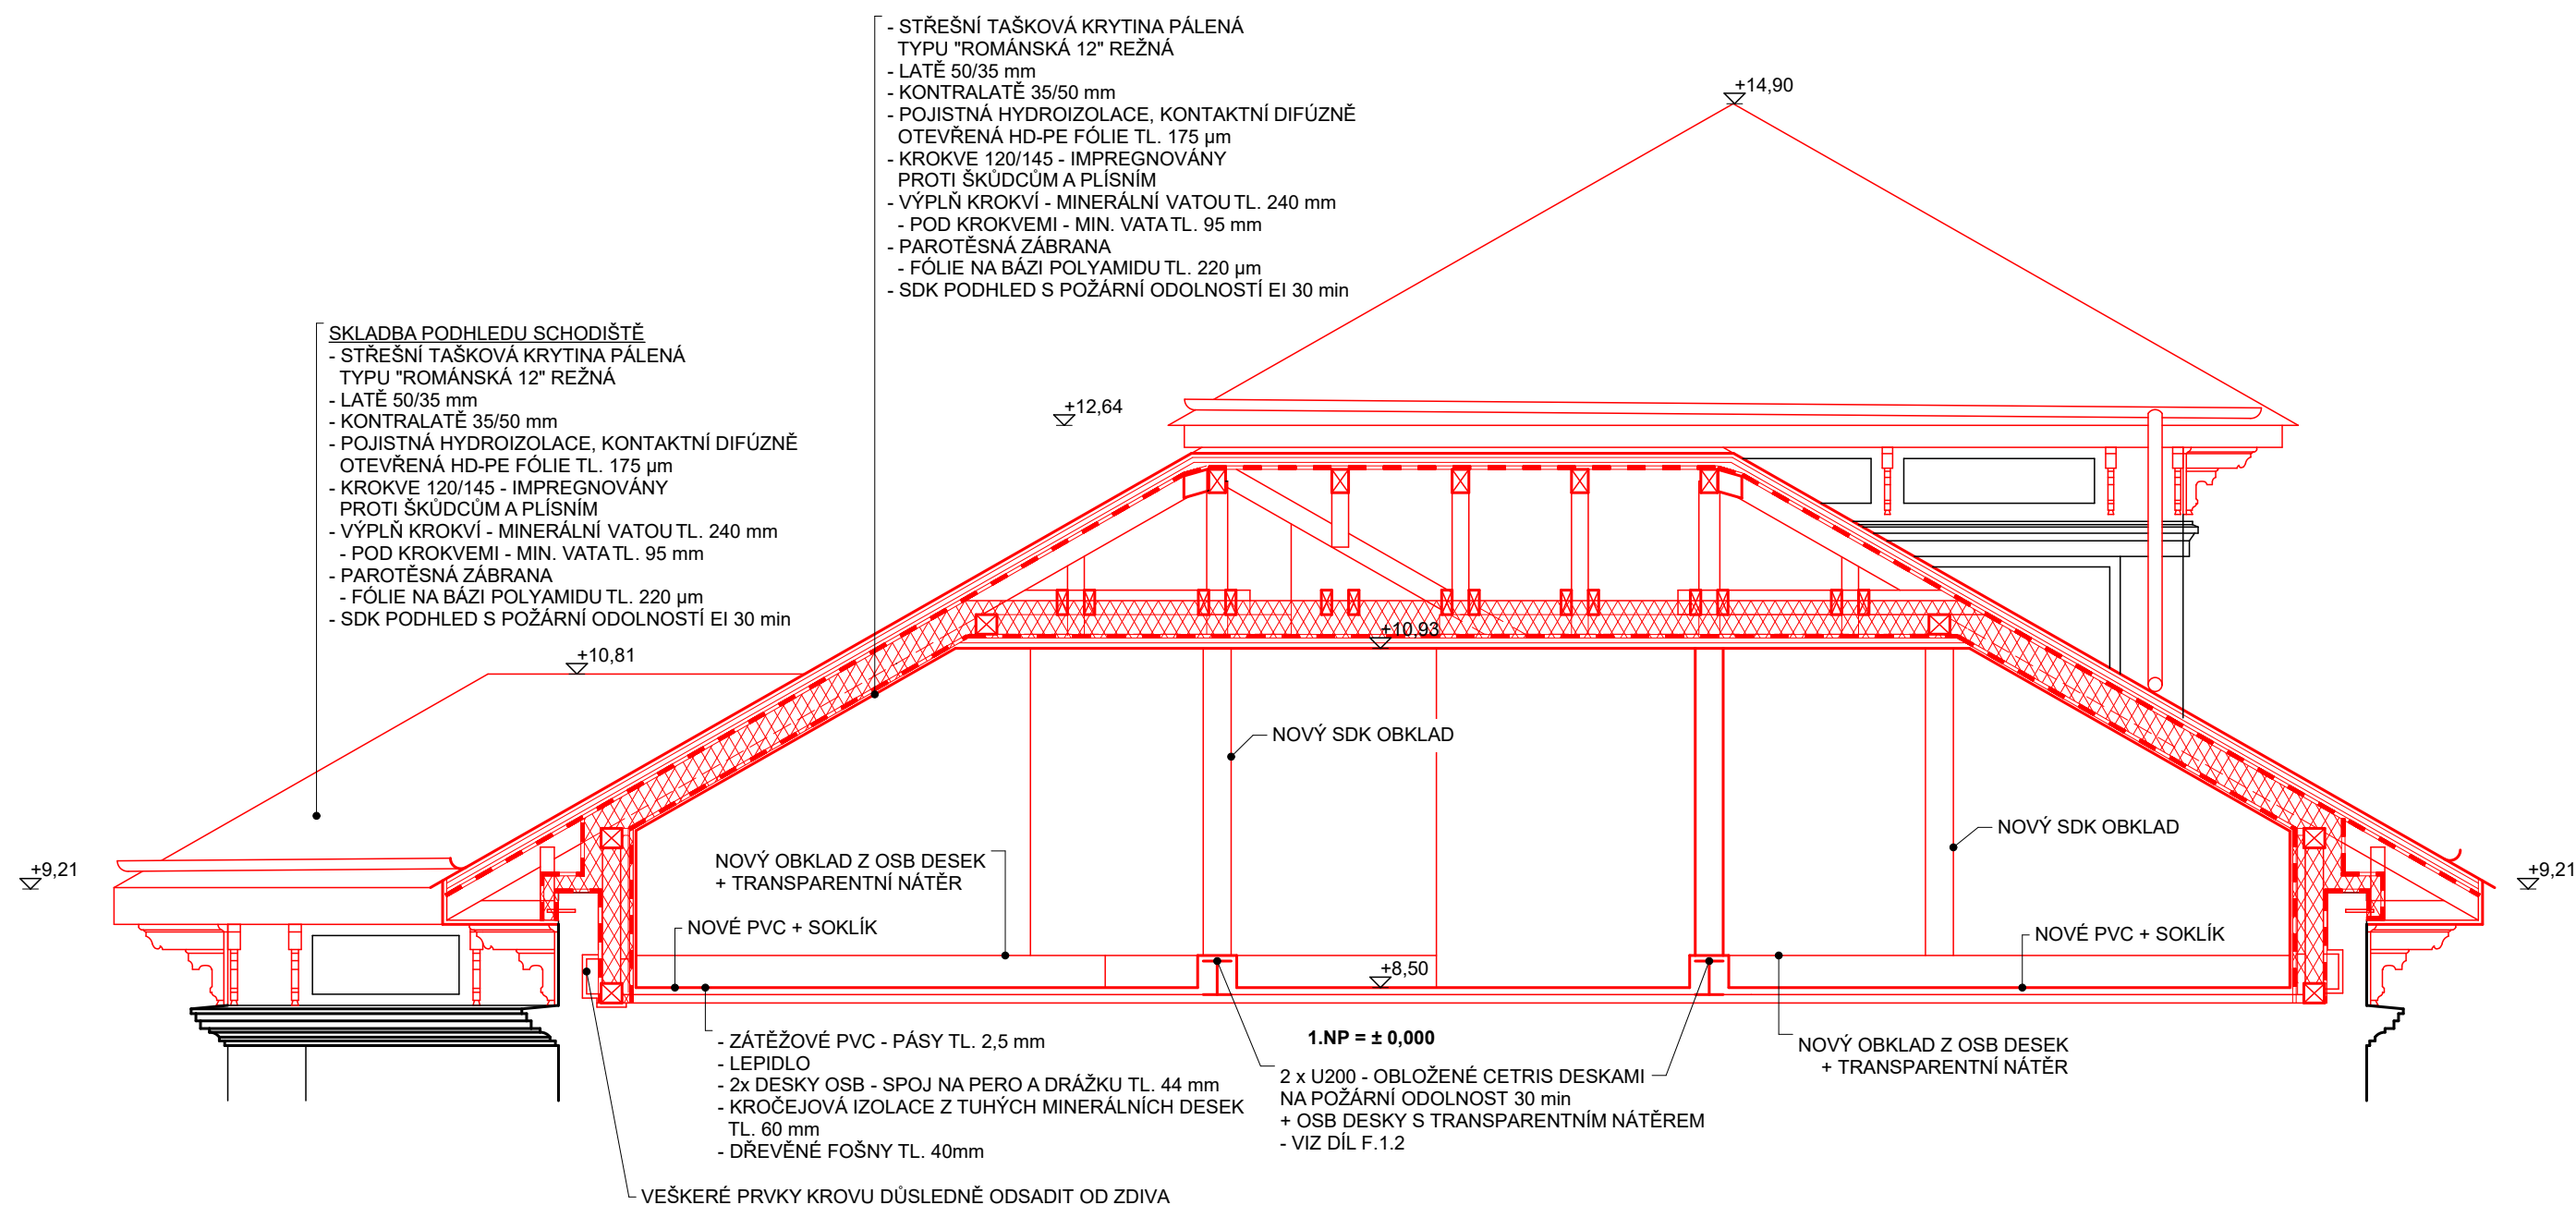 - STŘEŠNÍ TAŠKOVÁ KRYTINA PÁLENÁ
TYPU "ROMÁNSKÁ 12" REŽNÁ
- LATĚ 50/35 mm
- KONTRALATĚ 35/50 mm
- POJISTNÁ HYDROIZOLACE, KONTAKTNÍ DIFÚZNĚ
OTEVŘENÁ HD-PE FÓLIE TL. 175 µm
- KROKVE 120/145 - IMPREGNOVÁNY
PROTI ŠKŮDCŮM A PLÍSNÍM
- VÝPLŇ KROKVÍ - MINERÁLNÍ VATOU TL. 240 mm
- POD KROKVEMI - MIN. VATA TL. 95 mm
- PAROTĚSNÁ ZÁBRANA
- FÓLIE NA BÁZI POLYAMIDU TL. 220 µm
- SDK PODHLED S POŽÁRNÍ ODOLNOSTÍ EI 30 min
+14,90
SKLADBA PODHLEDU SCHODIŠTĚ
- STŘEŠNÍ TAŠKOVÁ KRYTINA PÁLENÁ
TYPU "ROMÁNSKÁ 12" REŽNÁ
- LATĚ 50/35 mm
- KONTRALATĚ 35/50 mm
- POJISTNÁ HYDROIZOLACE, KONTAKTNÍ DIFÚZNĚ
OTEVŘENÁ HD-PE FÓLIE TL. 175 µm
- KROKVE 120/145 - IMPREGNOVÁNY
PROTI ŠKŮDCŮM A PLÍSNÍM
- VÝPLŇ KROKVÍ - MINERÁLNÍ VATOU TL. 240 mm
- POD KROKVEMI - MIN. VATA TL. 95 mm
- PAROTĚSNÁ ZÁBRANA
- FÓLIE NA BÁZI POLYAMIDU TL. 220 µm
- SDK PODHLED S POŽÁRNÍ ODOLNOSTÍ EI 30 min
+12,64
+10,93
+10,81
NOVÝ SDK OBKLAD
NOVÝ SDK OBKLAD
+9,21
+9,21
NOVÝ OBKLAD Z OSB DESEK
+ TRANSPARENTNÍ NÁTĚR
NOVÉ PVC + SOKLÍK
NOVÉ PVC + SOKLÍK
+8,50
- ZÁTĚŽOVÉ PVC - PÁSY TL. 2,5 mm
- LEPIDLO
- 2x DESKY OSB - SPOJ NA PERO A DRÁŽKU TL. 44 mm
- KROČEJOVÁ IZOLACE Z TUHÝCH MINERÁLNÍCH DESEK
TL. 60 mm
- DŘEVĚNÉ FOŠNY TL. 40mm
1.NP = ± 0,000
2 x U200 - OBLOŽENÉ CETRIS DESKAMI
NA POŽÁRNÍ ODOLNOST 30 min
+ OSB DESKY S TRANSPARENTNÍM NÁTĚREM
- VIZ DÍL F.1.2
NOVÝ OBKLAD Z OSB DESEK
+ TRANSPARENTNÍ NÁTĚR
VEŠKERÉ PRVKY KROVU DŮSLEDNĚ ODSADIT OD ZDIVA